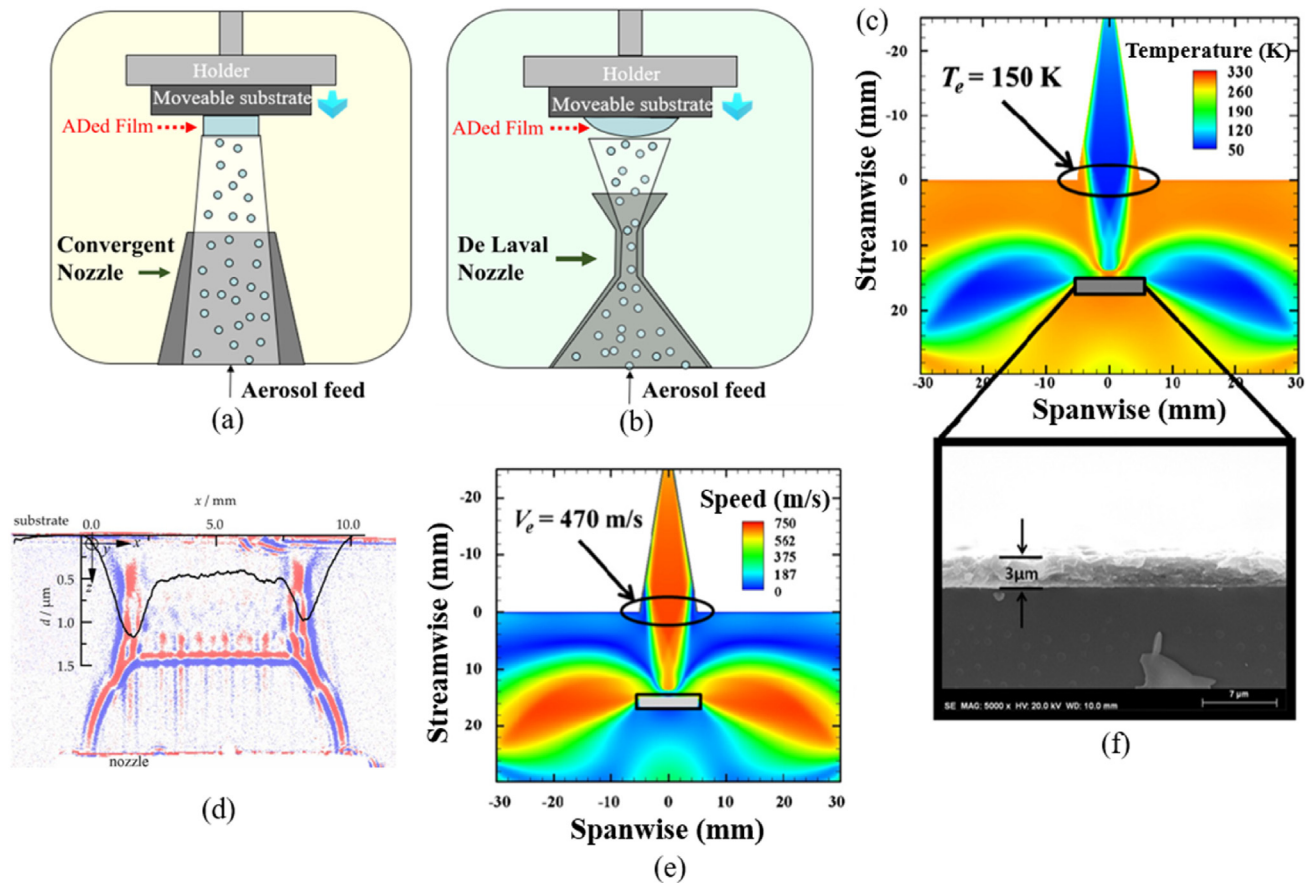 Holder
Moveable substrate
ADed Film
Convergent
Nozzle
Aerosol feed
(a)
Holder
Moveable substrate
ADed Film
De Laval
Nozzle
Aerosol feed
(b)
(c)
Streamwise (mm)
-20
-10
0
10
20
Temperature (K)
330
260
190
120
50
Te = 150 K
-30 -20 -10 0 10 20 30
Spanwise (mm)
x / mm
substrate 0.0 5.0 10.0
x
y
z
d / μm
0.5
1.0
1.5
nozzle
(d)
Streamwise (mm)
-20
-10
0
10
20
Speed (m/s)
750
562
375
187
0
Ve = 470 m/s
-30 -20 -10 0 10 20 30
Spanwise (mm)
(e)
3μm
SE MAG: 5000 x HV: 20.0 kV WD: 10.0 mm
7 μm
(f)